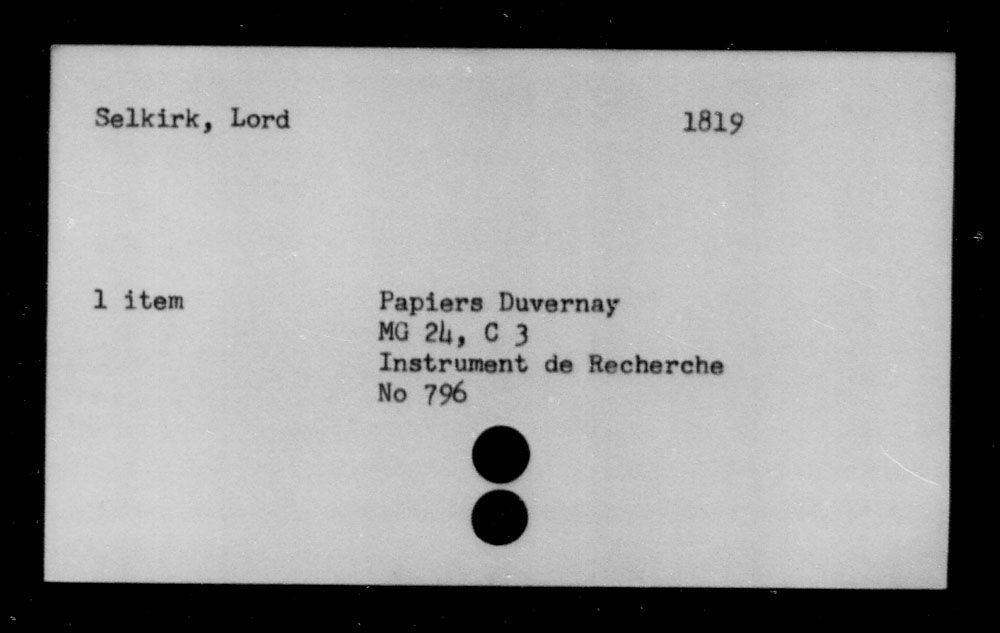 Selkirk, Lord 1819
1 item Papiers Duvernay
MG 24, C 3
Instrument de Recherche
No 796